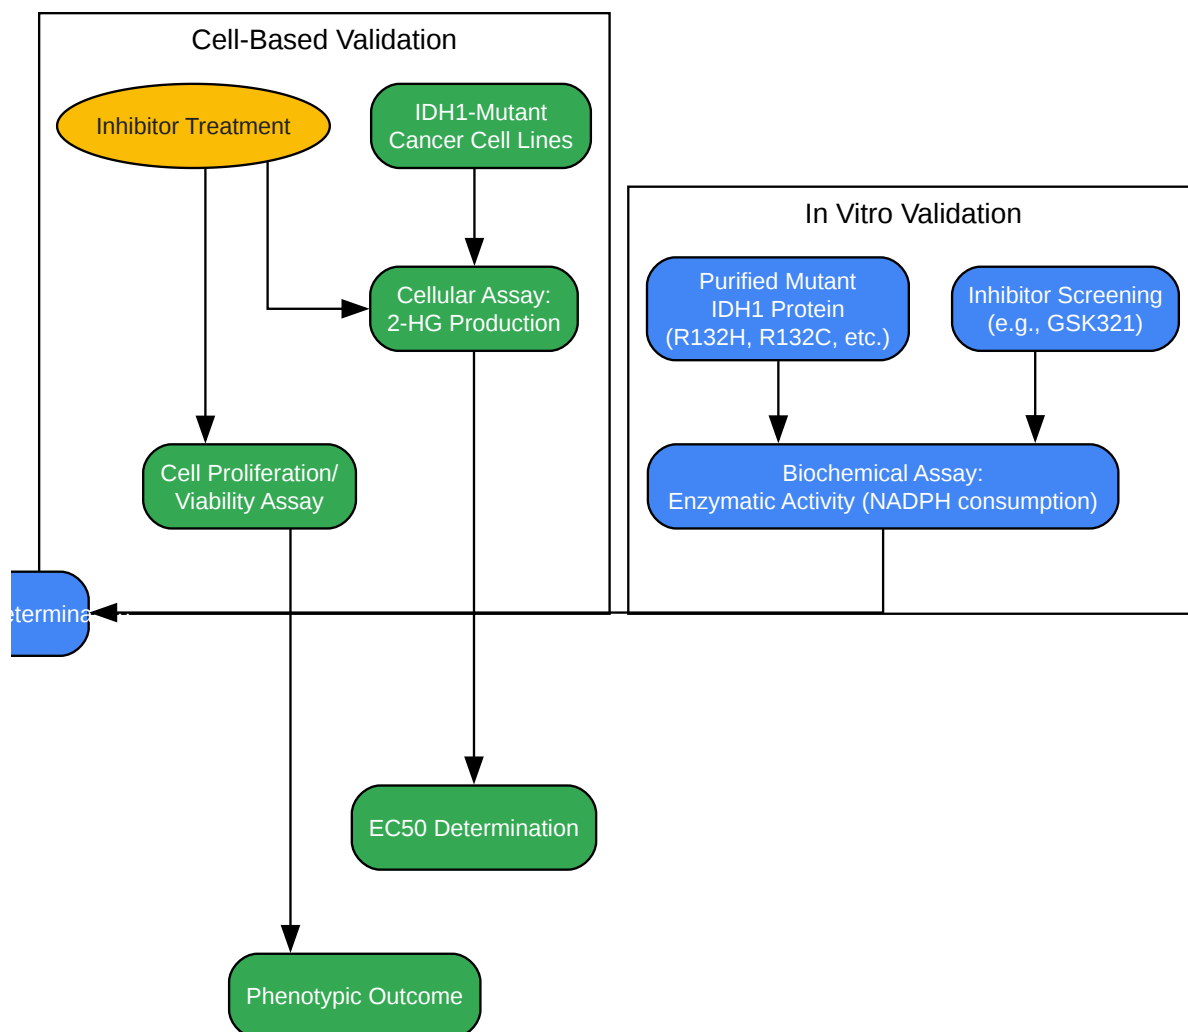 Cell-Based Validation
Inhibitor Treatment
IDH1-Mutant
Cancer Cell Lines
Cellular Assay:
2-HG Production
Cell Proliferation/
Viability Assay
In Vitro Validation
Purified Mutant
IDH1 Protein
(R132H, R132C, etc.)
Inhibitor Screening
(e.g., GSK321)
Biochemical Assay:
Enzymatic Activity (NADPH consumption)
EC50 Determination
Phenotypic Outcome